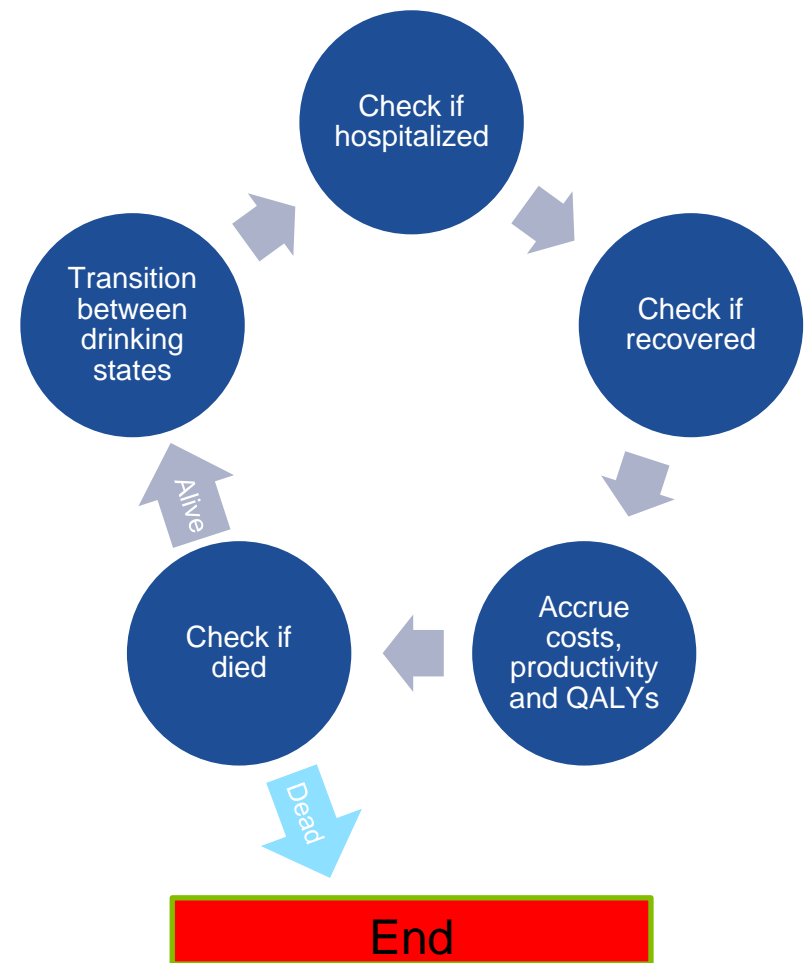 Check if
hospitalized
Check if
recovered
Accrue
costs,
productivity
and QALYs
Check if
died
Alive
Transition
between
drinking
states
Dead
End